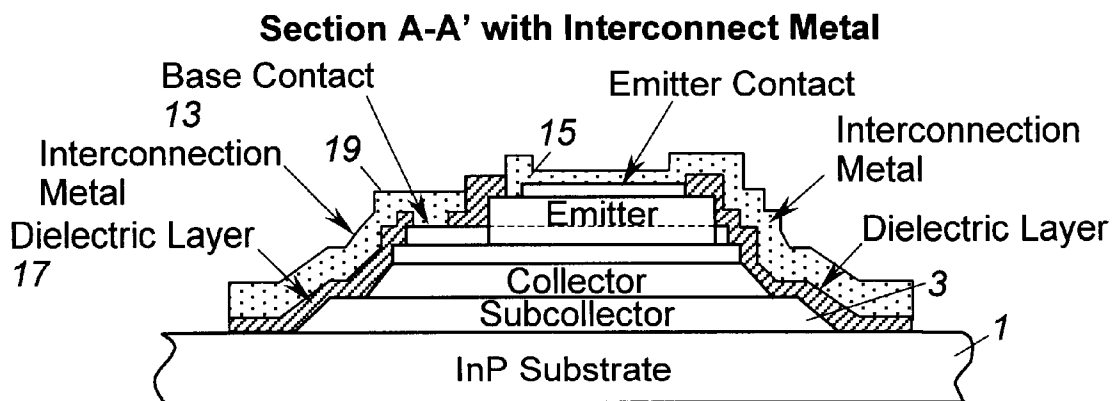 Section A-A' with Interconnect Metal
Base Contact
13
Emitter Contact
Interconnection
Metal
19
15
Interconnection
Metal
Dielectric Layer
17
Emitter
Dielectric Layer
Collector
3
Subcollector
1
InP Substrate